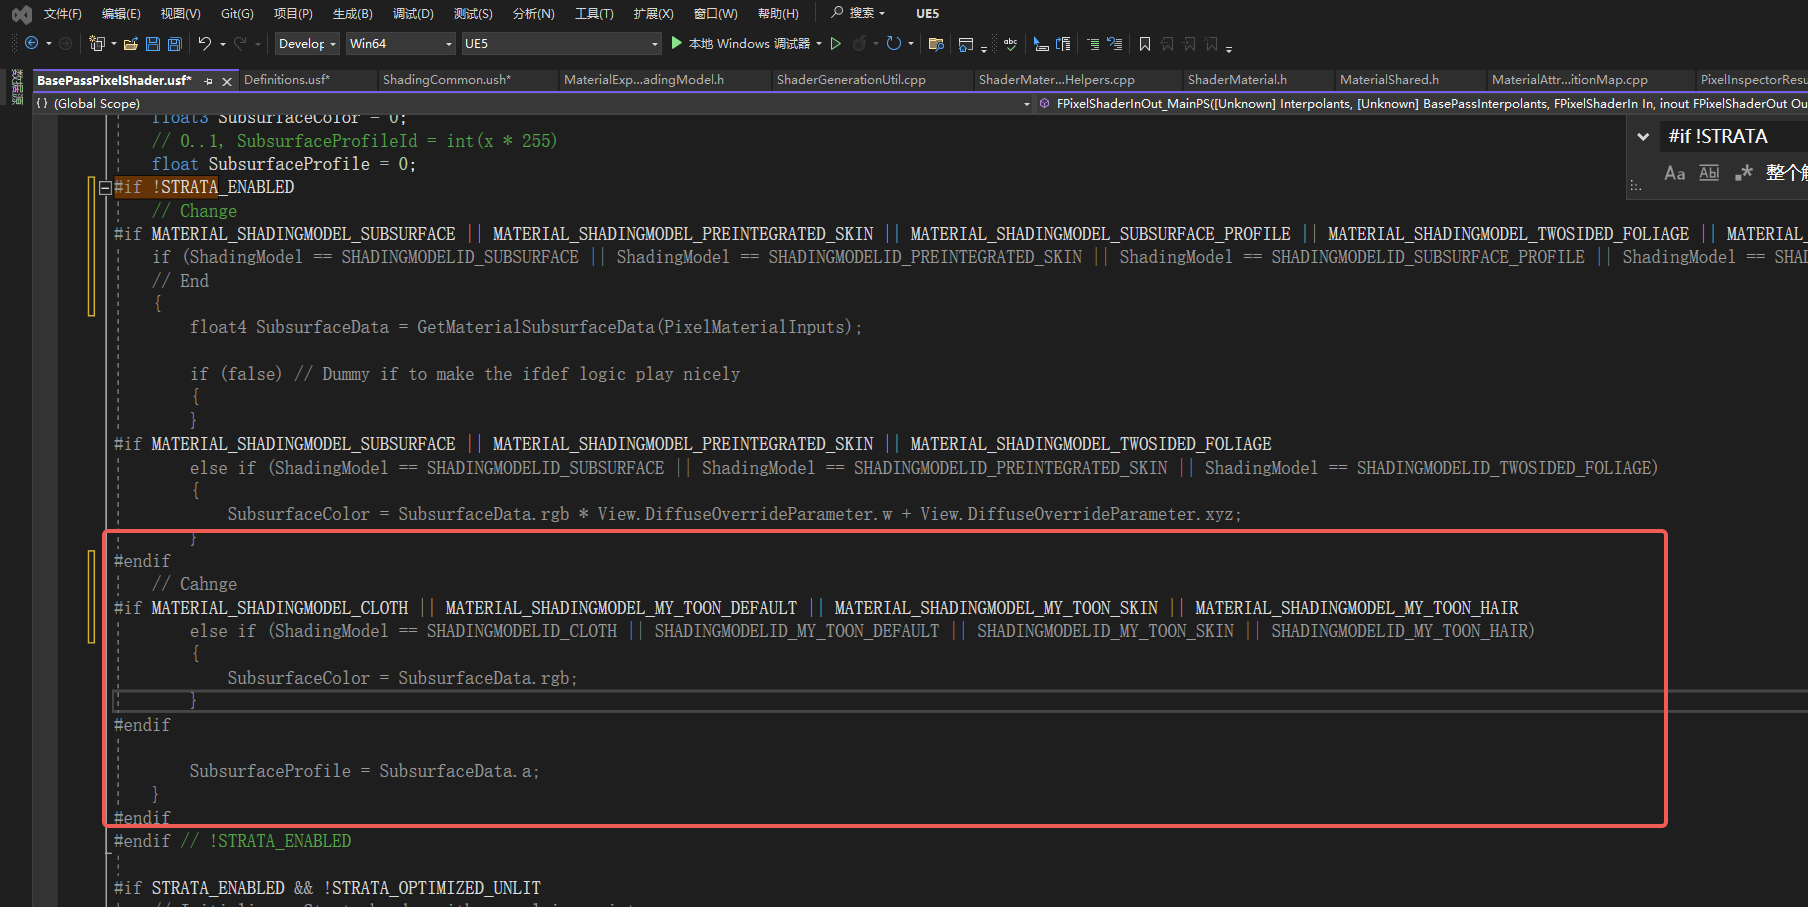 文件(F) 编辑(E) 视图(V) Git(G) 项目(P) 生成(B) 调试(D) 测试(S) 分析(N) 工具(T) 扩展(X) 窗口(W) 帮助(H) 搜索 UE5
Develop Win64 UE5 本地 Windows 调试器
数据源
BasePassPixelShader.usf* Definitions.usf* ShadingCommon.ush* MaterialExp...adingModel.h ShaderGenerationUtil.cpp ShaderMater...Helpers.cpp ShaderMaterial.h MaterialShared.h MaterialAttr...itionMap.cpp PixelInspectorResu
(Global Scope) FPixelShaderInOut_MainPS([Unknown] Interpolants, [Unknown] BasePassInterpolants, FPixelShaderIn In, inout FPixelShaderOut Ou
float3 SubsurfaceColor = 0;
#if !STRATA
Aa Abl .* 整个解
// 0..1, SubsurfaceProfileId = int(x * 255)
float SubsurfaceProfile = 0;
#if !STRATA_ENABLED
// Change
#if MATERIAL_SHADINGMODEL_SUBSURFACE || MATERIAL_SHADINGMODEL_PREINTEGRATED_SKIN || MATERIAL_SHADINGMODEL_SUBSURFACE_PROFILE || MATERIAL_SHADINGMODEL_TWOSIDED_FOLIAGE || MATERIAL_
if (ShadingModel == SHADINGMODELID_SUBSURFACE || ShadingModel == SHADINGMODELID_PREINTEGRATED_SKIN || ShadingModel == SHADINGMODELID_SUBSURFACE_PROFILE || ShadingModel == SHAD
// End
{
float4 SubsurfaceData = GetMaterialSubsurfaceData(PixelMaterialInputs);
if (false) // Dummy if to make the ifdef logic play nicely
{
}
#if MATERIAL_SHADINGMODEL_SUBSURFACE || MATERIAL_SHADINGMODEL_PREINTEGRATED_SKIN || MATERIAL_SHADINGMODEL_TWOSIDED_FOLIAGE
else if (ShadingModel == SHADINGMODELID_SUBSURFACE || ShadingModel == SHADINGMODELID_PREINTEGRATED_SKIN || ShadingModel == SHADINGMODELID_TWOSIDED_FOLIAGE)
{
SubsurfaceColor = SubsurfaceData.rgb * View.DiffuseOverrideParameter.w + View.DiffuseOverrideParameter.xyz;
}
#endif
// Cahnge
#if MATERIAL_SHADINGMODEL_CLOTH || MATERIAL_SHADINGMODEL_MY_TOON_DEFAULT || MATERIAL_SHADINGMODEL_MY_TOON_SKIN || MATERIAL_SHADINGMODEL_MY_TOON_HAIR
else if (ShadingModel == SHADINGMODELID_CLOTH || SHADINGMODELID_MY_TOON_DEFAULT || SHADINGMODELID_MY_TOON_SKIN || SHADINGMODELID_MY_TOON_HAIR)
{
SubsurfaceColor = SubsurfaceData.rgb;
}
#endif
SubsurfaceProfile = SubsurfaceData.a;
}
#endif
#endif // !STRATA_ENABLED
#if STRATA_ENABLED && !STRATA_OPTIMIZED_UNLIT